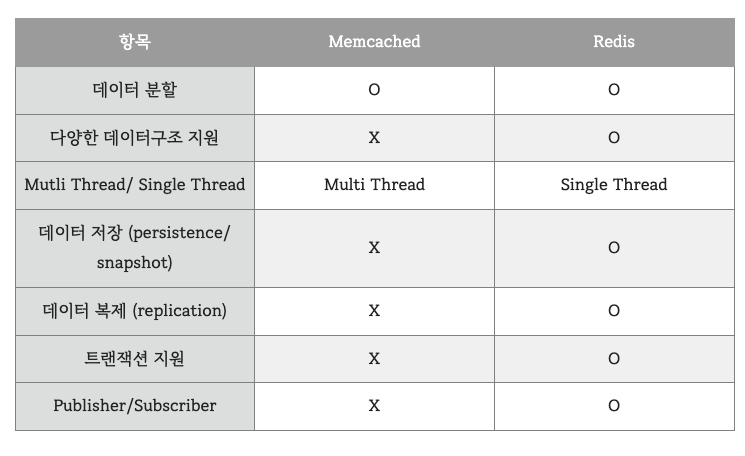 항목 Memcached Redis
데이터 분할 O O
다양한 데이터구조 지원 X O
Mutli Thread/ Single Thread Multi Thread Single Thread
데이터 저장 (persistence/
snapshot) X O
데이터 복제 (replication) X O
트랜잭션 지원 X O
Publisher/Subscriber X O